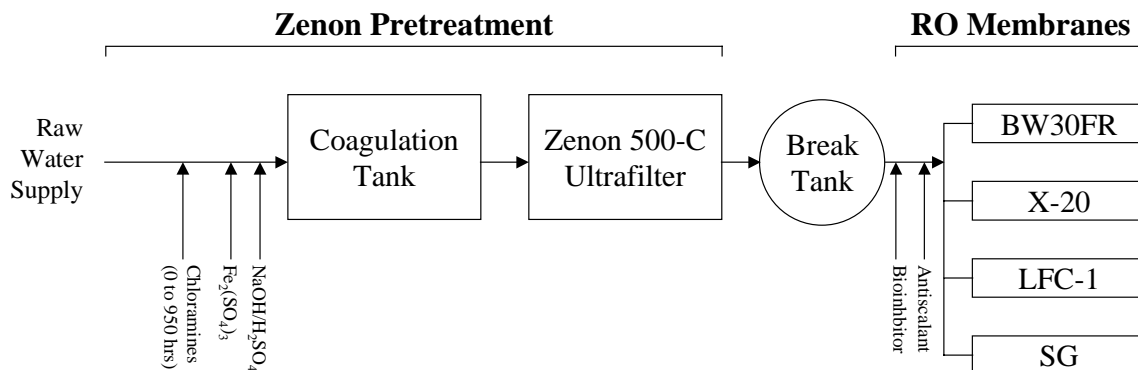 Zenon Pretreatment
RO Membranes
Raw
Water
Supply
Coagulation
Tank
Zenon 500-C
Ultrafilter
Break
Tank
BW30FR
X-20
LFC-1
SG
Chloramines
(0 to 950 hrs)
Fe₂(SO₄)₃
NaOH/H₂SO₄
Bioinhbitor
Antiscalant